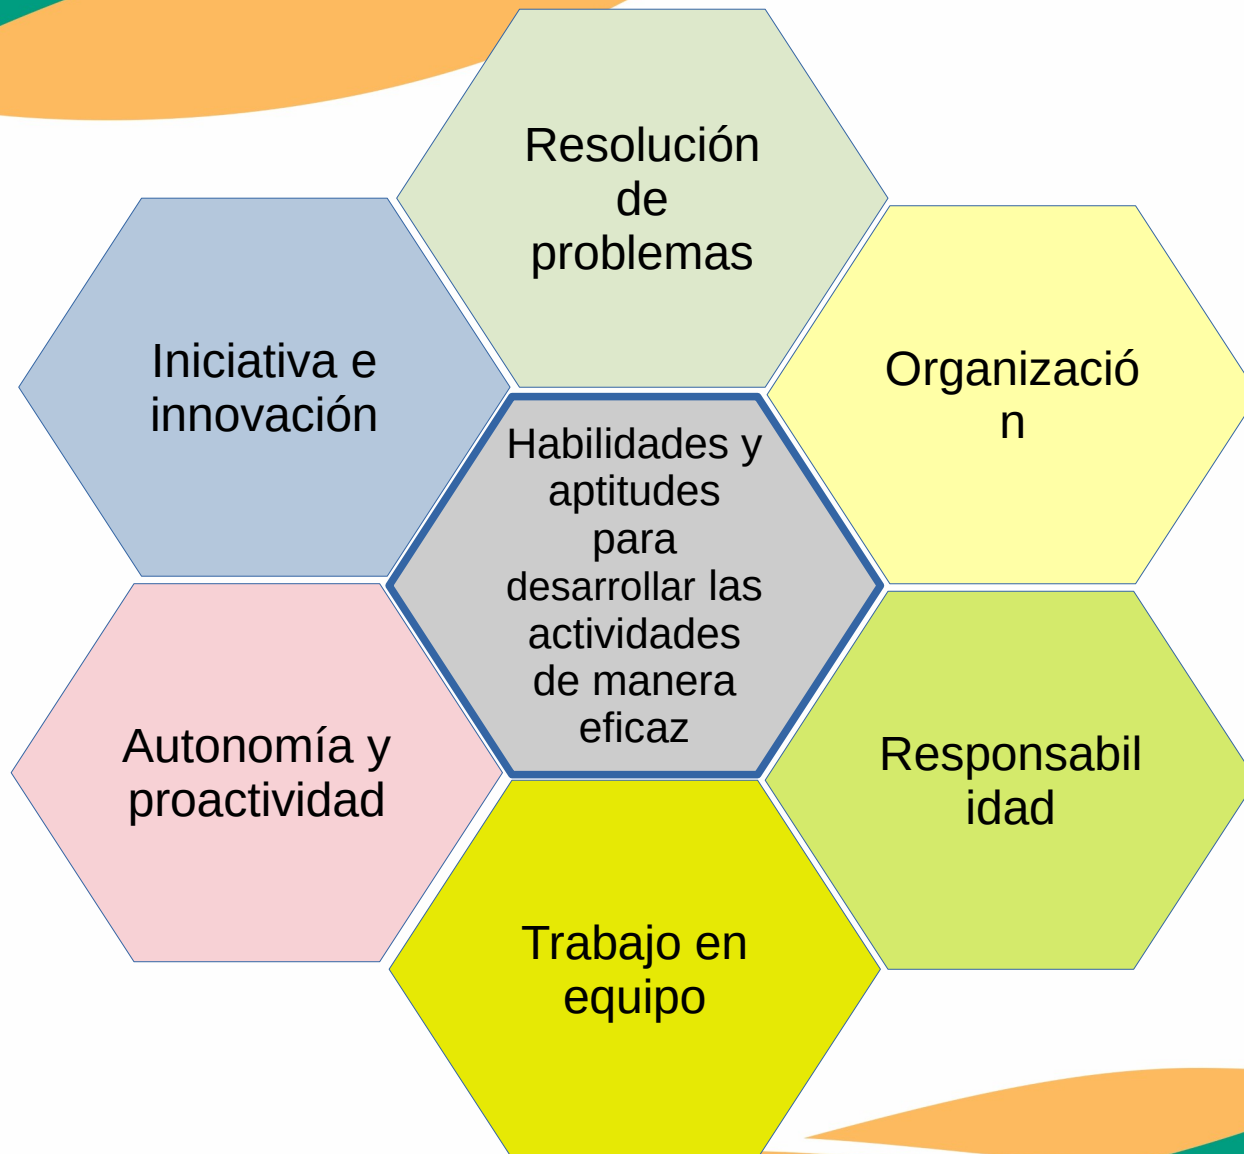 Resolución
de
problemas
Iniciativa e
innovación
Organizació
n
Habilidades y
aptitudes
para
desarrollar las
actividades
de manera
eficaz
Autonomía y
proactividad
Responsabil
idad
Trabajo en
equipo